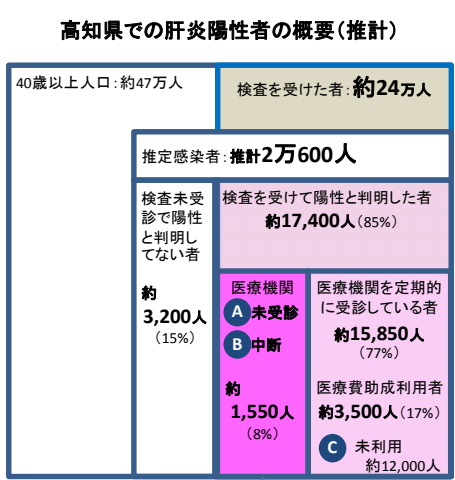 高知県での肝炎陽性者の概要（推計）
40歳以上人口：約47万人
検査を受けた者：約24万人
推定感染者：推計2万600人
検査未受
診で陽性
と判明し
てない者
約
3,200人
（15%）
検査を受けて陽性と判明した者
約17,400人（85%）
医療機関
A 未受診
B 中断
約
1,550人
（8%）
医療機関を定期的
に受診している者
約15,850人
（77%）
医療費助成利用者
約3,500人（17%）
C 未利用
約12,000人